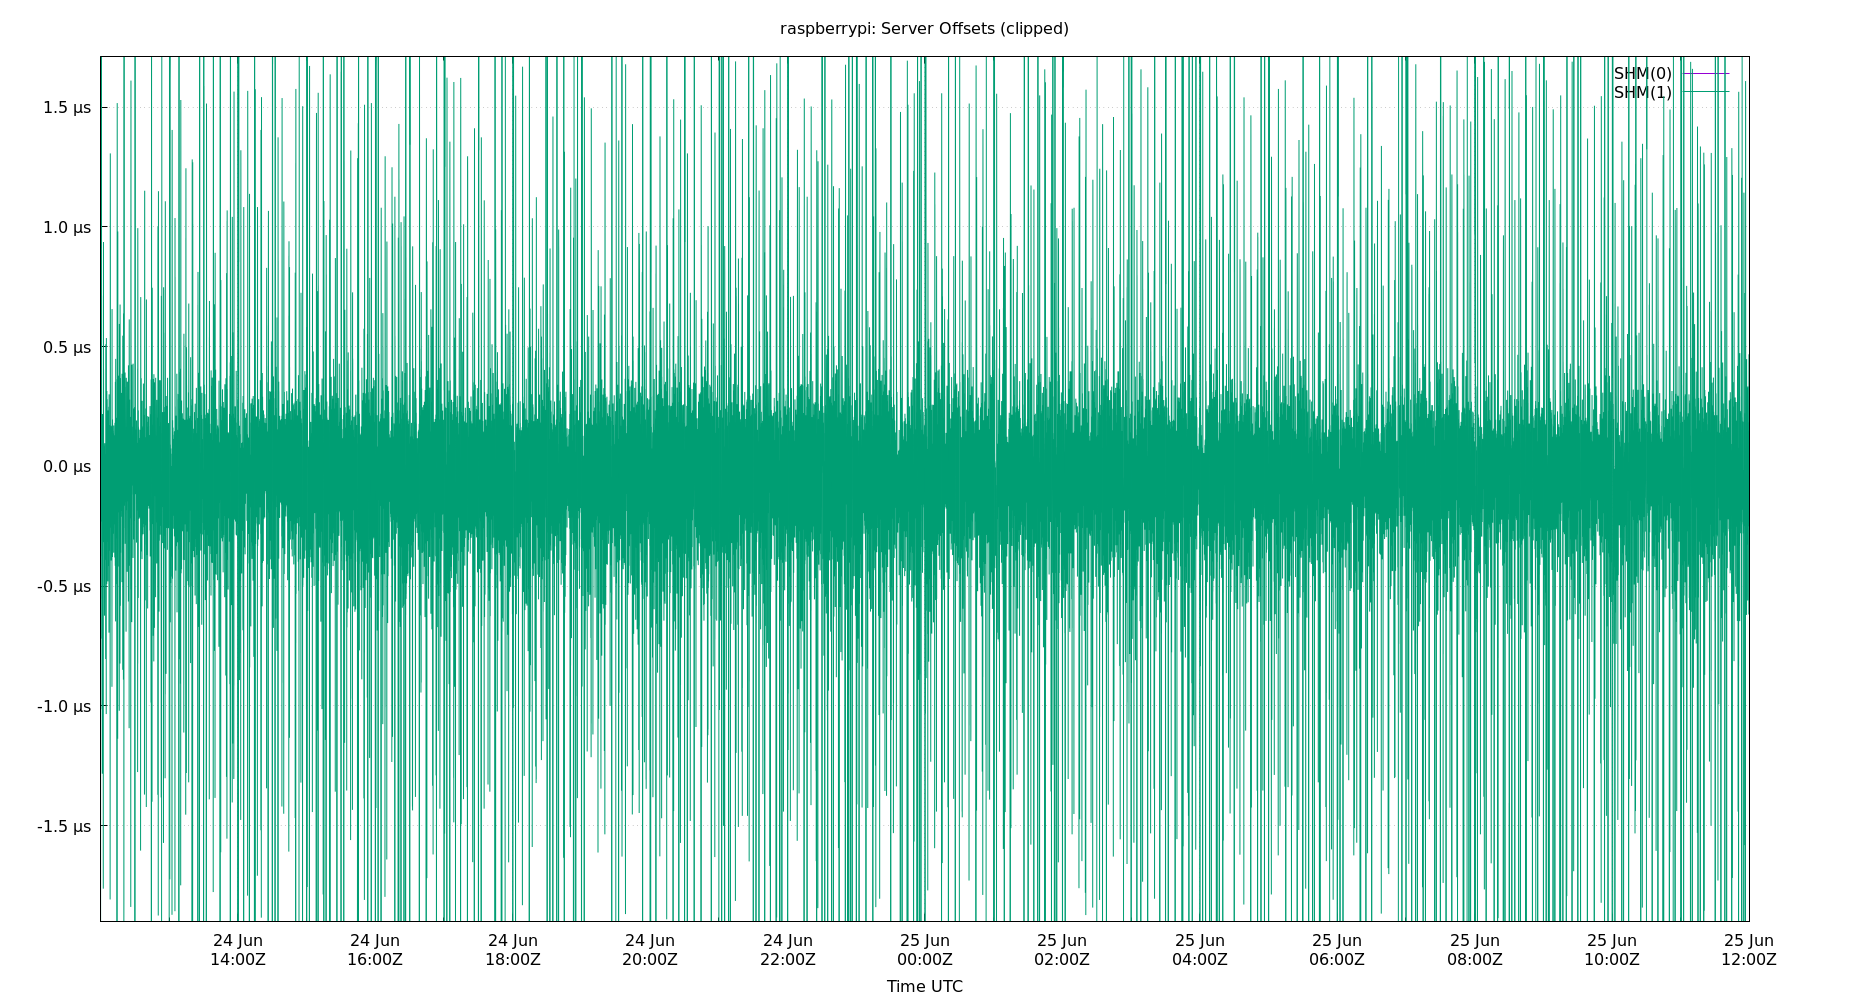 raspberrypi: Server Offsets (clipped)
SHM(0)
SHM(1)
1.5 µs
1.0 µs
0.5 µs
0.0 µs
-0.5 µs
-1.0 µs
-1.5 µs
24 Jun 24 Jun 24 Jun 24 Jun 24 Jun 25 Jun 25 Jun 25 Jun 25 Jun 25 Jun 25 Jun 25 Jun
14:00Z 16:00Z 18:00Z 20:00Z 22:00Z 00:00Z 02:00Z 04:00Z 06:00Z 08:00Z 10:00Z 12:00Z
Time UTC